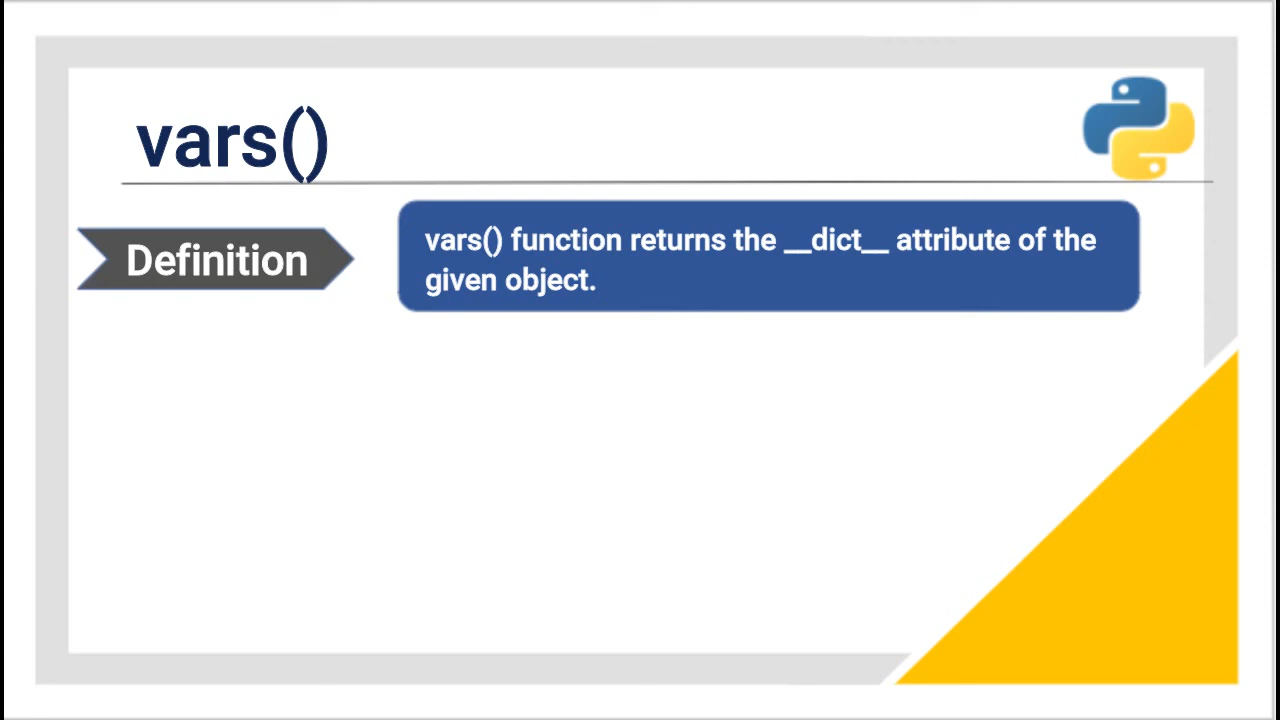 vars()
Definition
vars() function returns the __dict__ attribute of the
given object.